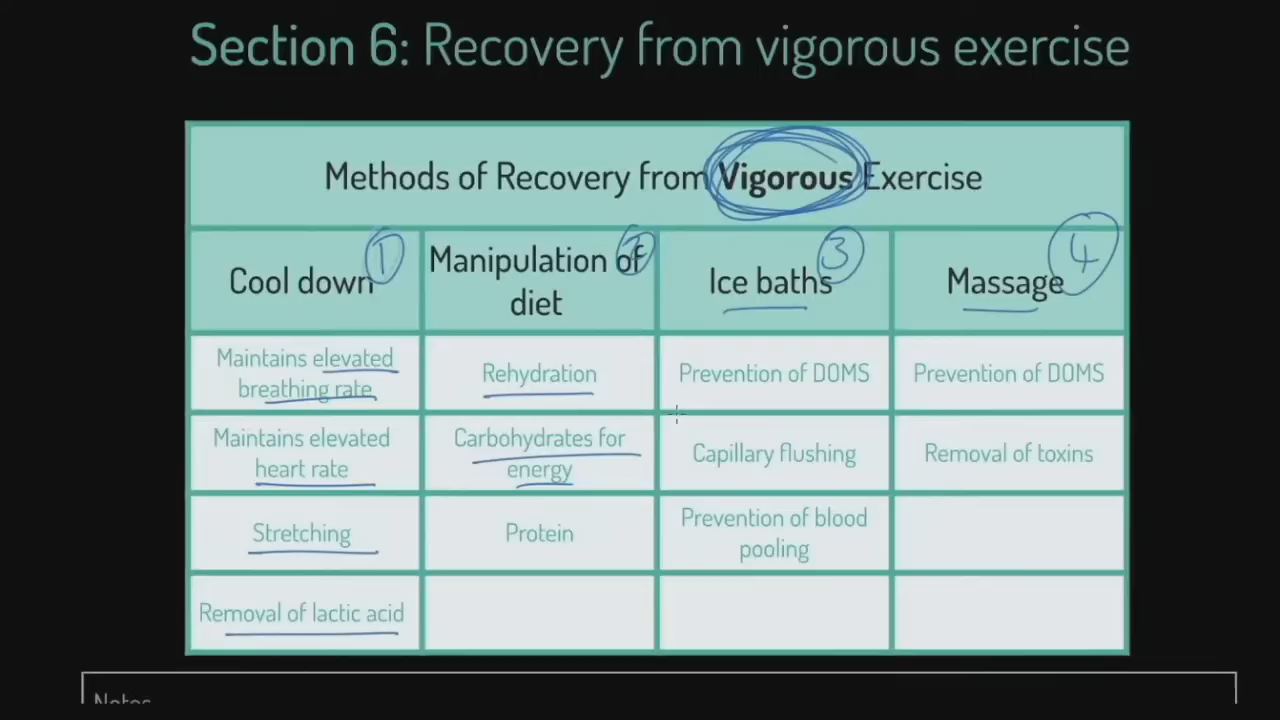 Section 6: Recovery from vigorous exercise
Methods of Recovery from Vigorous Exercise
Cool down
1
Manipulation of
diet
2
Ice baths
3
Massage
4
Maintains elevated
breathing rate
Rehydration
Prevention of DOMS
Prevention of DOMS
Maintains elevated
heart rate
Carbohydrates for
energy
Capillary flushing
Removal of toxins
Stretching
Protein
Prevention of blood
pooling
Removal of lactic acid
Notes